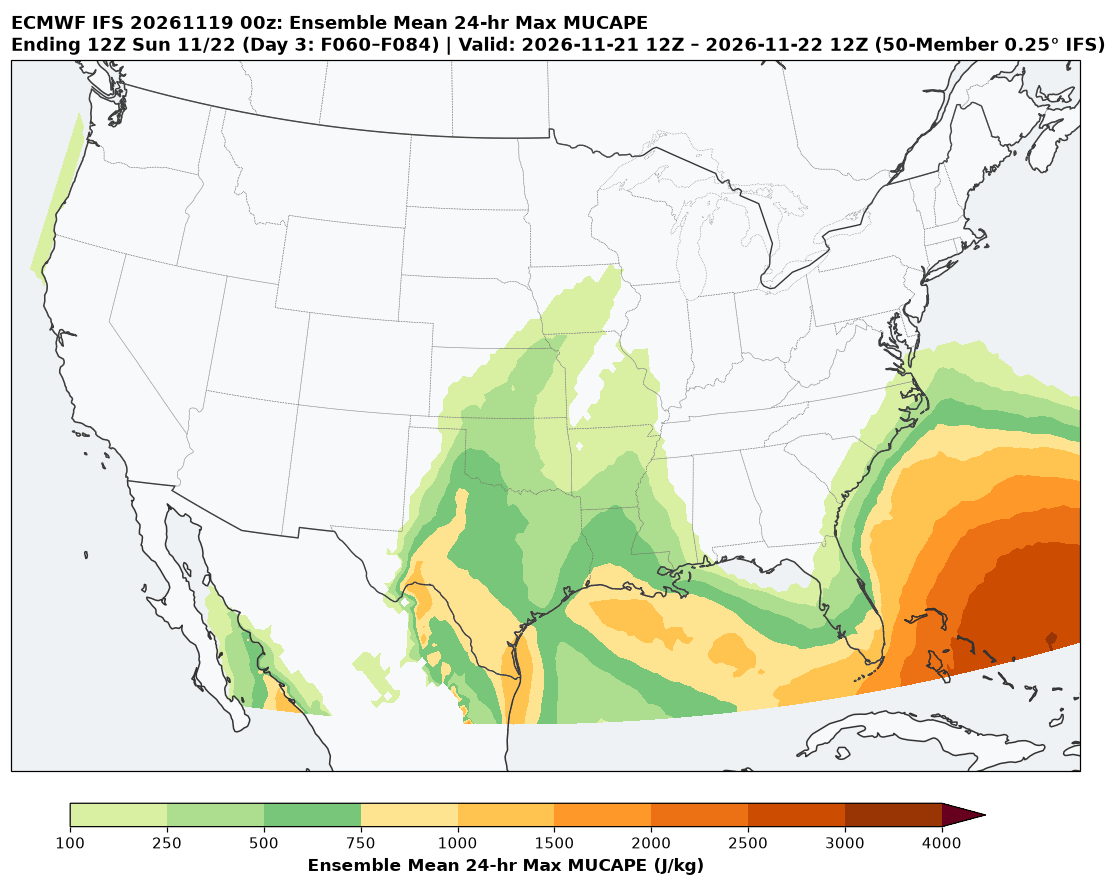 ECMWF IFS 20261119 00z: Ensemble Mean 24-hr Max MUCAPE
Ending 12Z Sun 11/22 (Day 3: F060–F084) | Valid: 2026-11-21 12Z – 2026-11-22 12Z (50-Member 0.25° IFS)
100 250 500 750 1000 1500 2000 2500 3000 4000
Ensemble Mean 24-hr Max MUCAPE (J/kg)